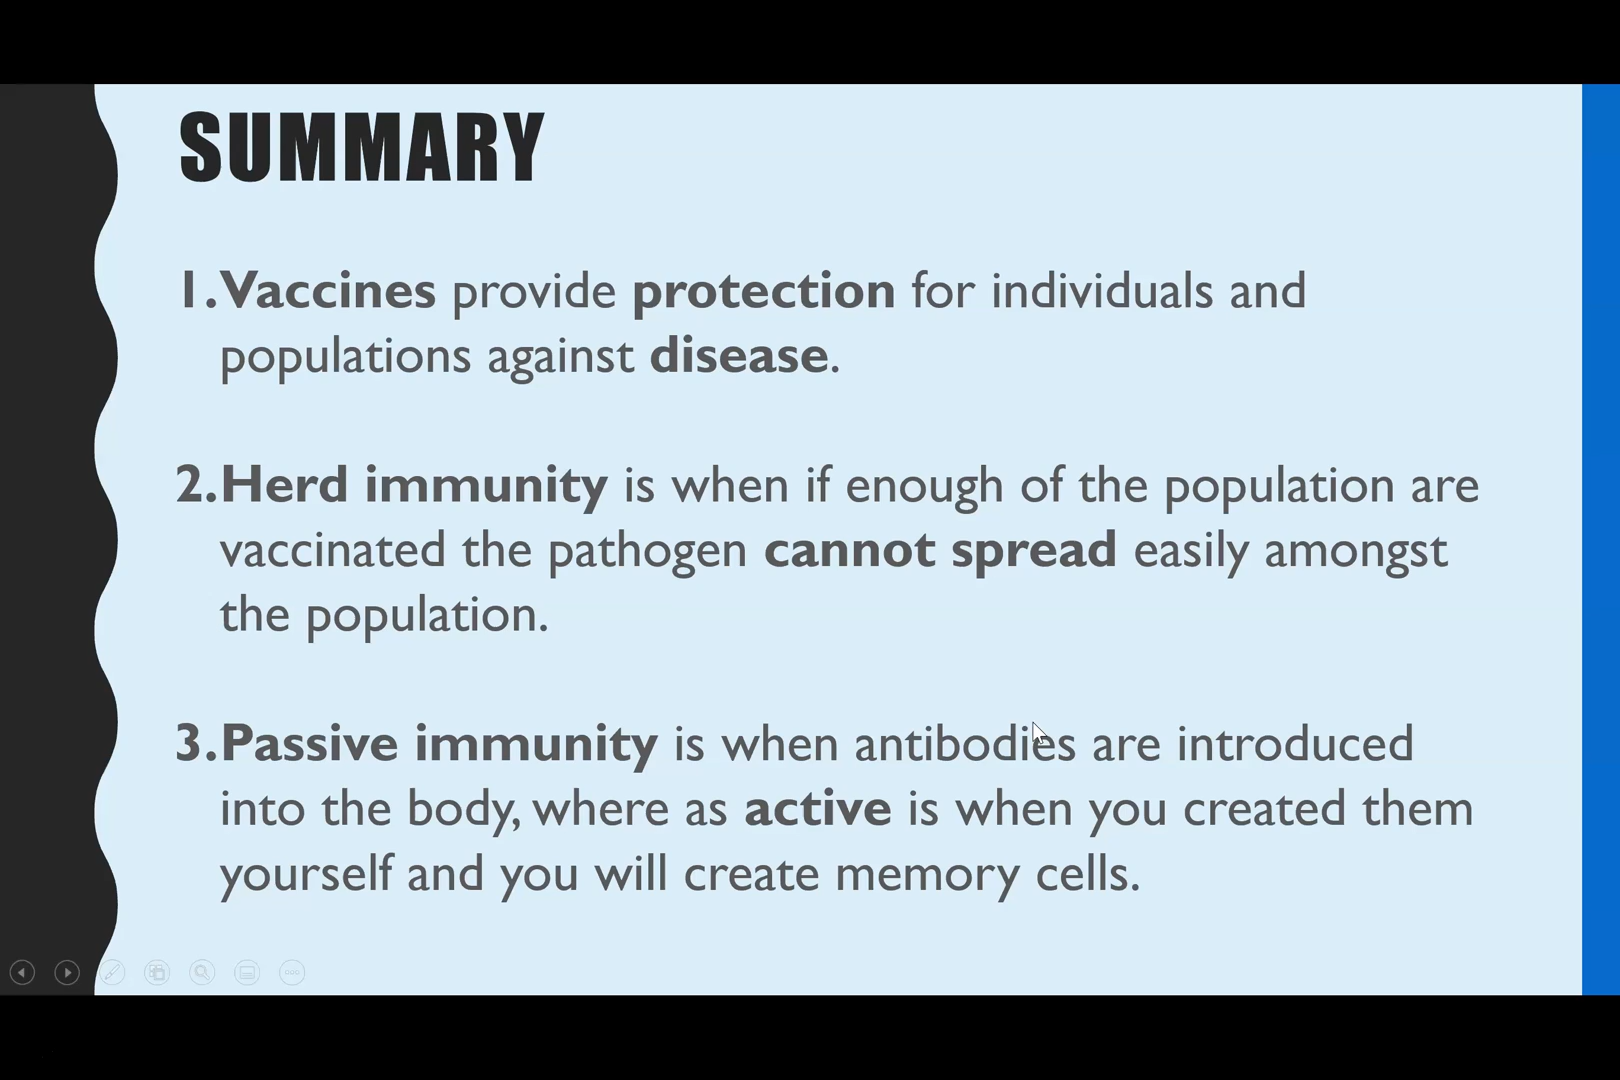 SUMMARY
1.Vaccines provide protection for individuals and
populations against disease.
2.Herd immunity is when if enough of the population are
vaccinated the pathogen cannot spread easily amongst
the population.
3.Passive immunity is when antibodies are introduced
into the body, where as active is when you created them
yourself and you will create memory cells.